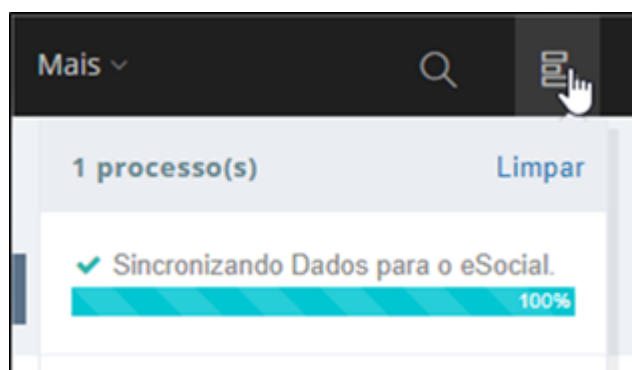 Mais
1 processo(s) Limpar
Sincronizando Dados para o eSocial.
100%